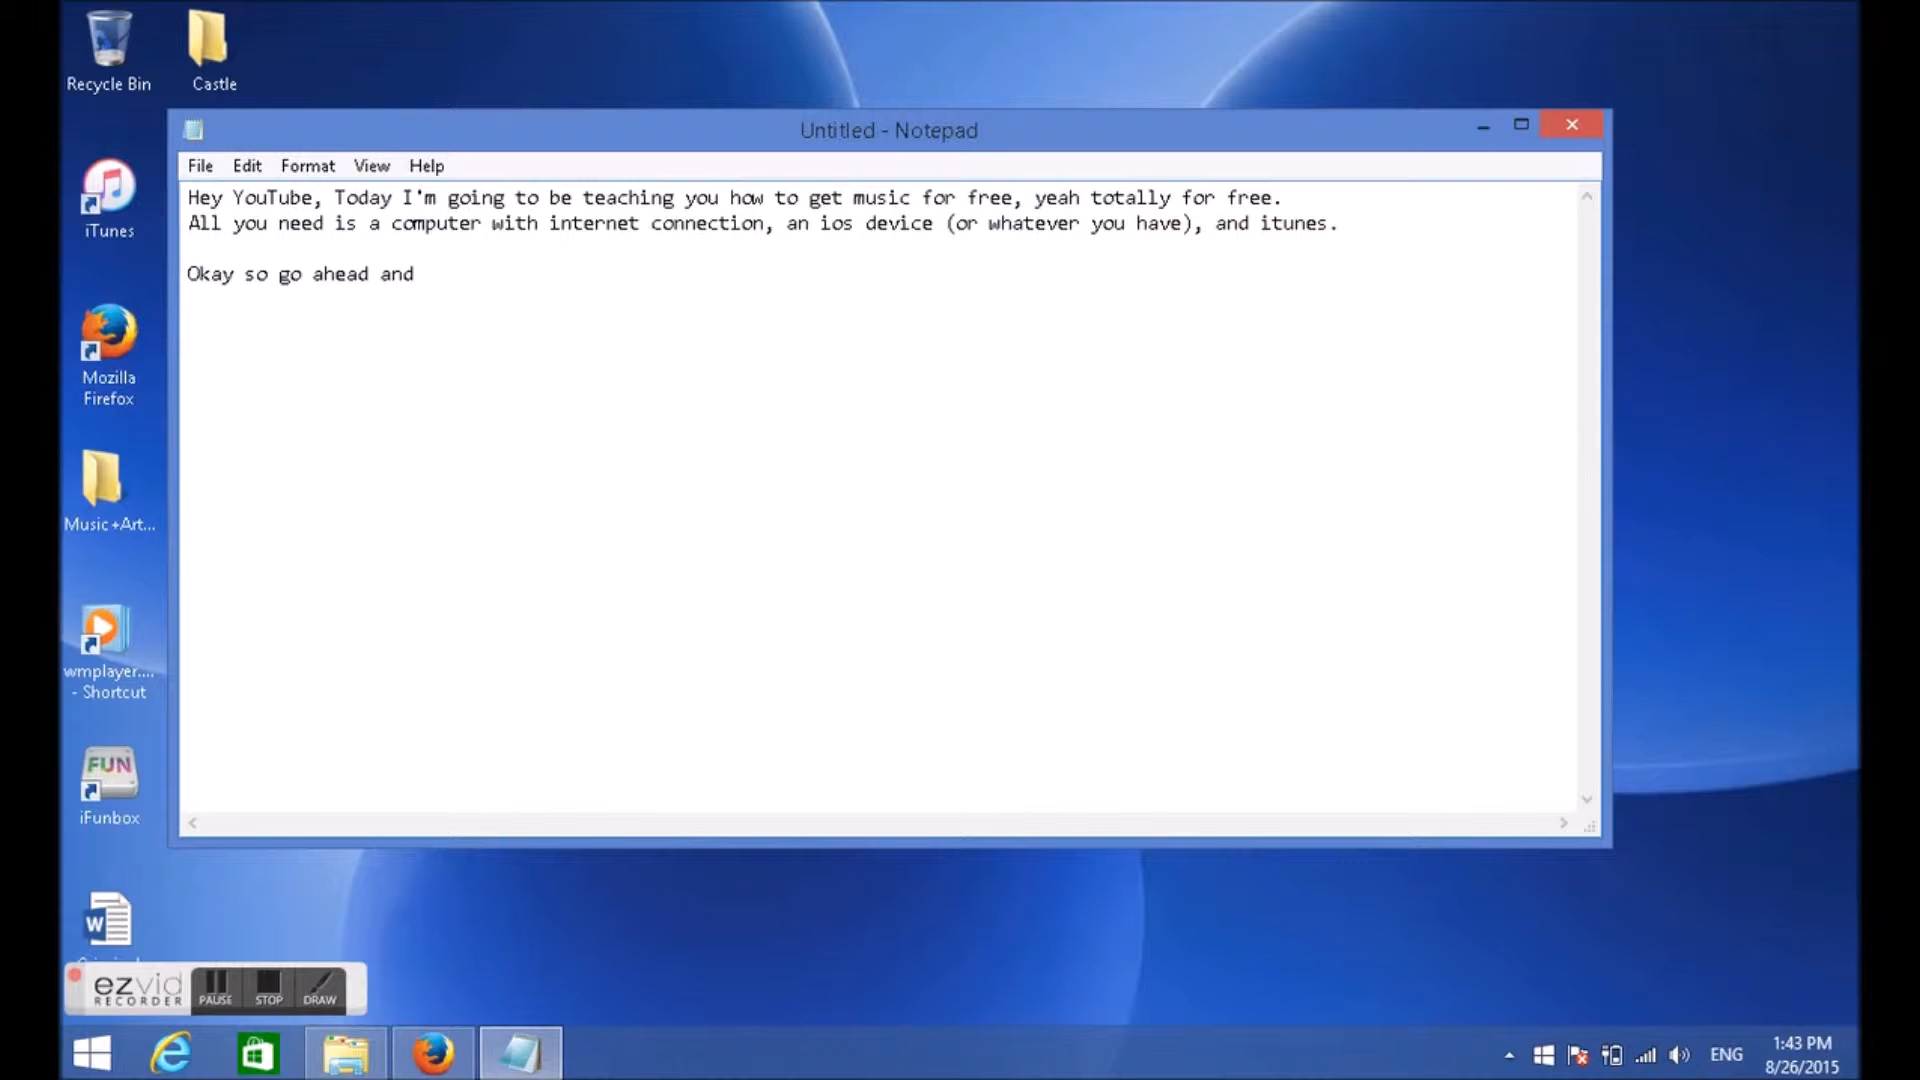 Recycle Bin
Castle
Untitled - Notepad
File Edit Format View Help
Hey YouTube, Today I'm going to be teaching you how to get music for free, yeah totally for free.
All you need is a computer with internet connection, an ios device (or whatever you have), and itunes.
Okay so go ahead and
iTunes
Mozilla
Firefox
Music +Art...
wmplayer....
- Shortcut
FUN
iFunbox
W
ezvid
RECORDER
PAUSE STOP DRAW
ENG
1:43 PM
8/26/2015